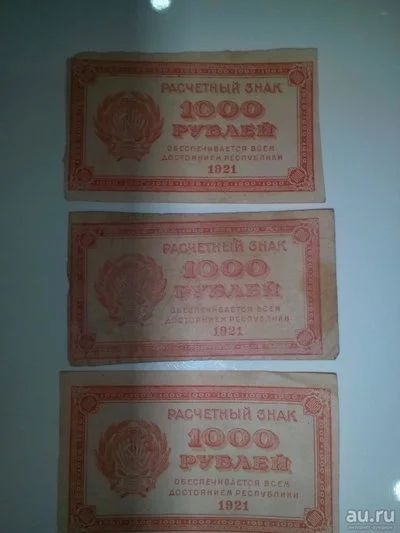 РАСЧЕТНЫЙ ЗНАК
1000
РУБЛЕЙ
ОБЕСПЕЧИВАЕТСЯ ВСЕМ
ДОСТОЯНИЕМ РЕСПУБЛИКИ
1921
РАСЧЕТНЫЙ ЗНАК
1000
РУБЛЕЙ
ОБЕСПЕЧИВАЕТСЯ ВСЕМ
ДОСТОЯНИЕМ РЕСПУБЛИКИ
1921
РАСЧЕТНЫЙ ЗНАК
1000
РУБЛЕЙ
ОБЕСПЕЧИВАЕТСЯ ВСЕМ
ДОСТОЯНИЕМ РЕСПУБЛИКИ
1921
au.ru